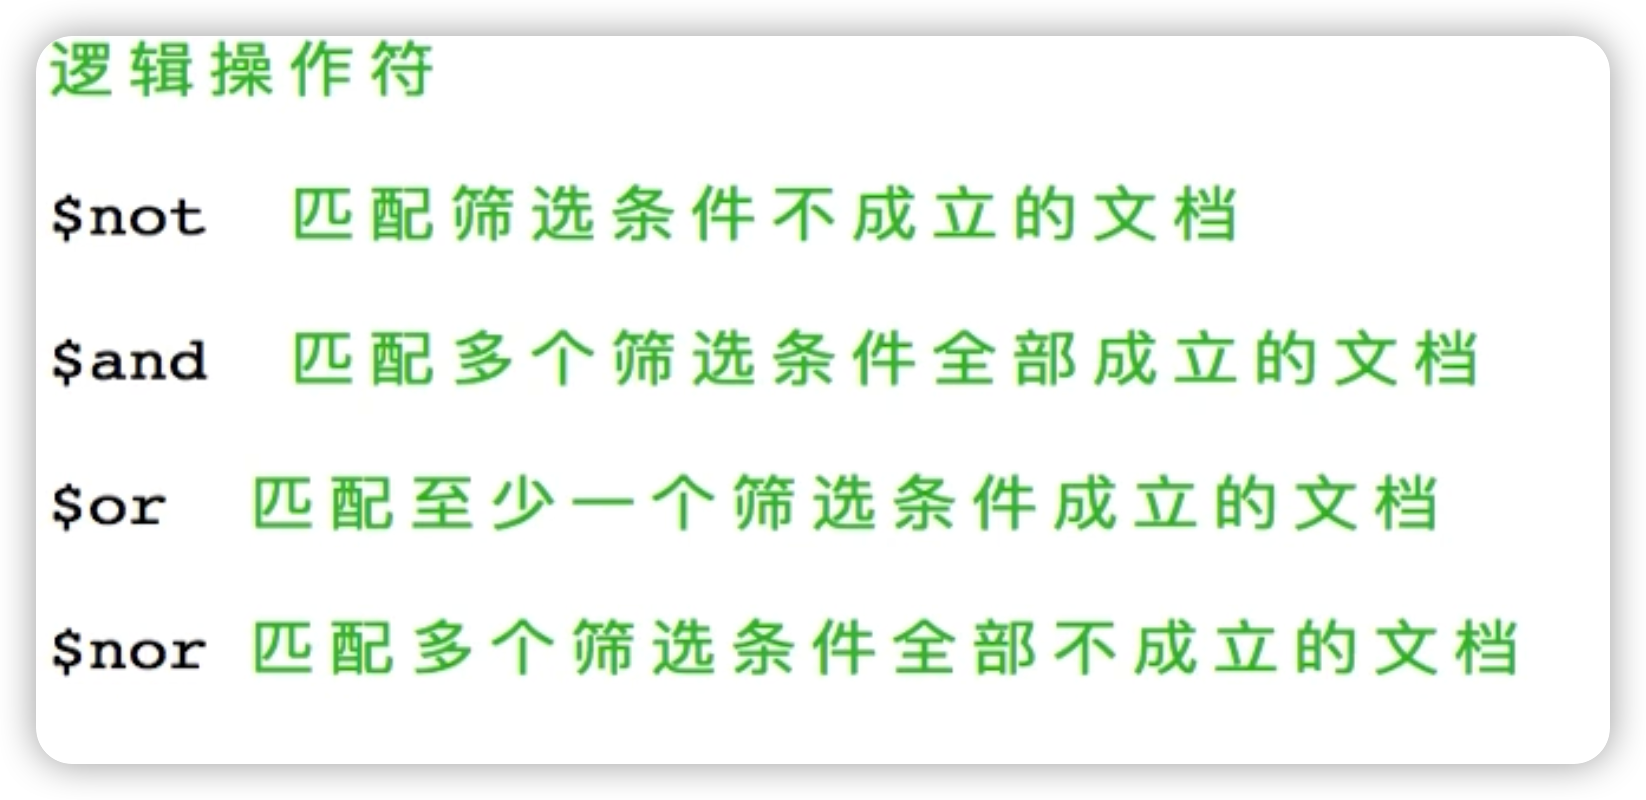 逻辑操作符
$not 匹配筛选条件不成立的文档
$and 匹配多个筛选条件全部成立的文档
$or 匹配至少一个筛选条件成立的文档
$nor 匹配多个筛选条件全部不成立的文档